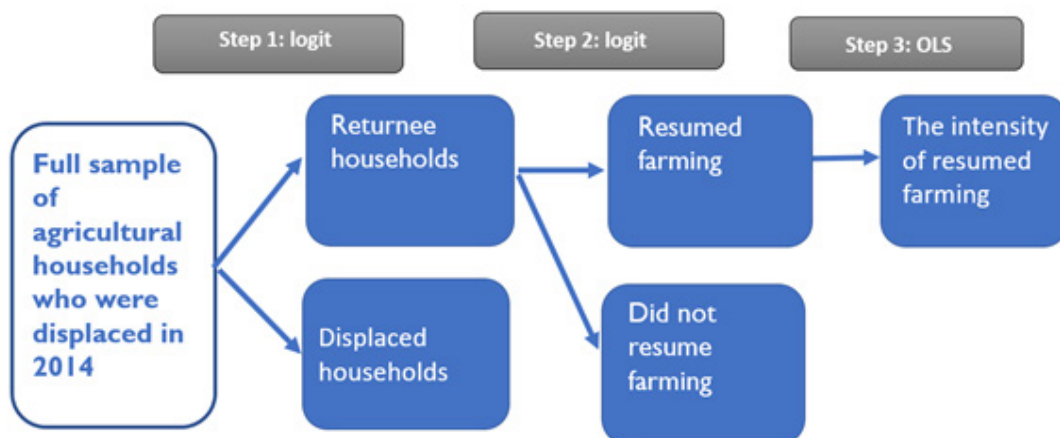 Step 1: logit
Step 2: logit
Step 3: OLS
Full sample
of
agricultural
households
who were
displaced in
2014
Returnee
households
Displaced
households
Resumed
farming
Did not
resume
farming
The intensity
of resumed
farming